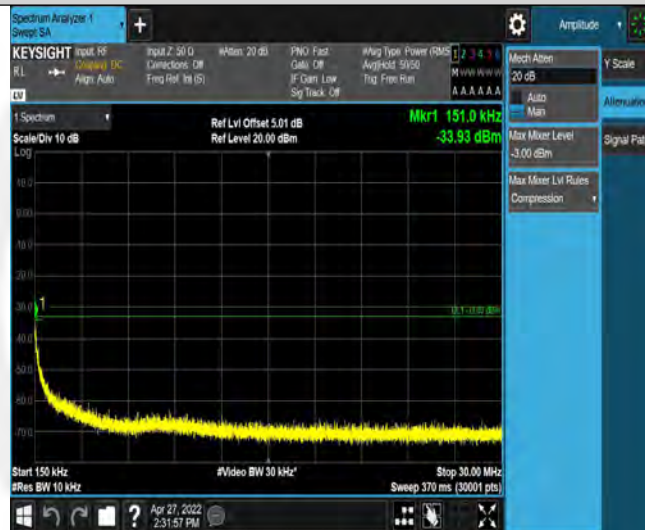 Spectrum Analyzer 1
Swept SA
+
Amplitude
KEYSIGHT
RL
Input: RF
Coupling: DC
Align: Auto
Input Z: 50 Ω
Corrections: Off
Freq Ref: Int (S)
#Atten: 20 dB
PNO: Fast
Gate: Off
IF Gain: Low
Sig Track: Off
#Avg Type: Power (RMS
Avg|Hold: 50/50
Trig: Free Run
1 2 3 4 5 6
M W W W W W
A A A A A A
LV
1 Spectrum
Scale/Div 10 dB
Log
Ref Lvl Offset 5.01 dB
Ref Level 20.00 dBm
Mkr1 151.0 kHz
-33.93 dBm
10.0
0.00
-10.0
-20.0
-30.0
-40.0
-50.0
-60.0
-70.0
1
Start 150 kHz
#Res BW 10 kHz
#Video BW 30 kHz*
Stop 30.00 MHz
Sweep 370 ms (30001 pts)
Mech Atten
20 dB
Auto
Man
Max Mixer Level
-3.00 dBm
Max Mixer Lvl Rules
Compression
Y Scale
Attenuation
Signal Pat
?
Apr 27, 2022
2:31:57 PM